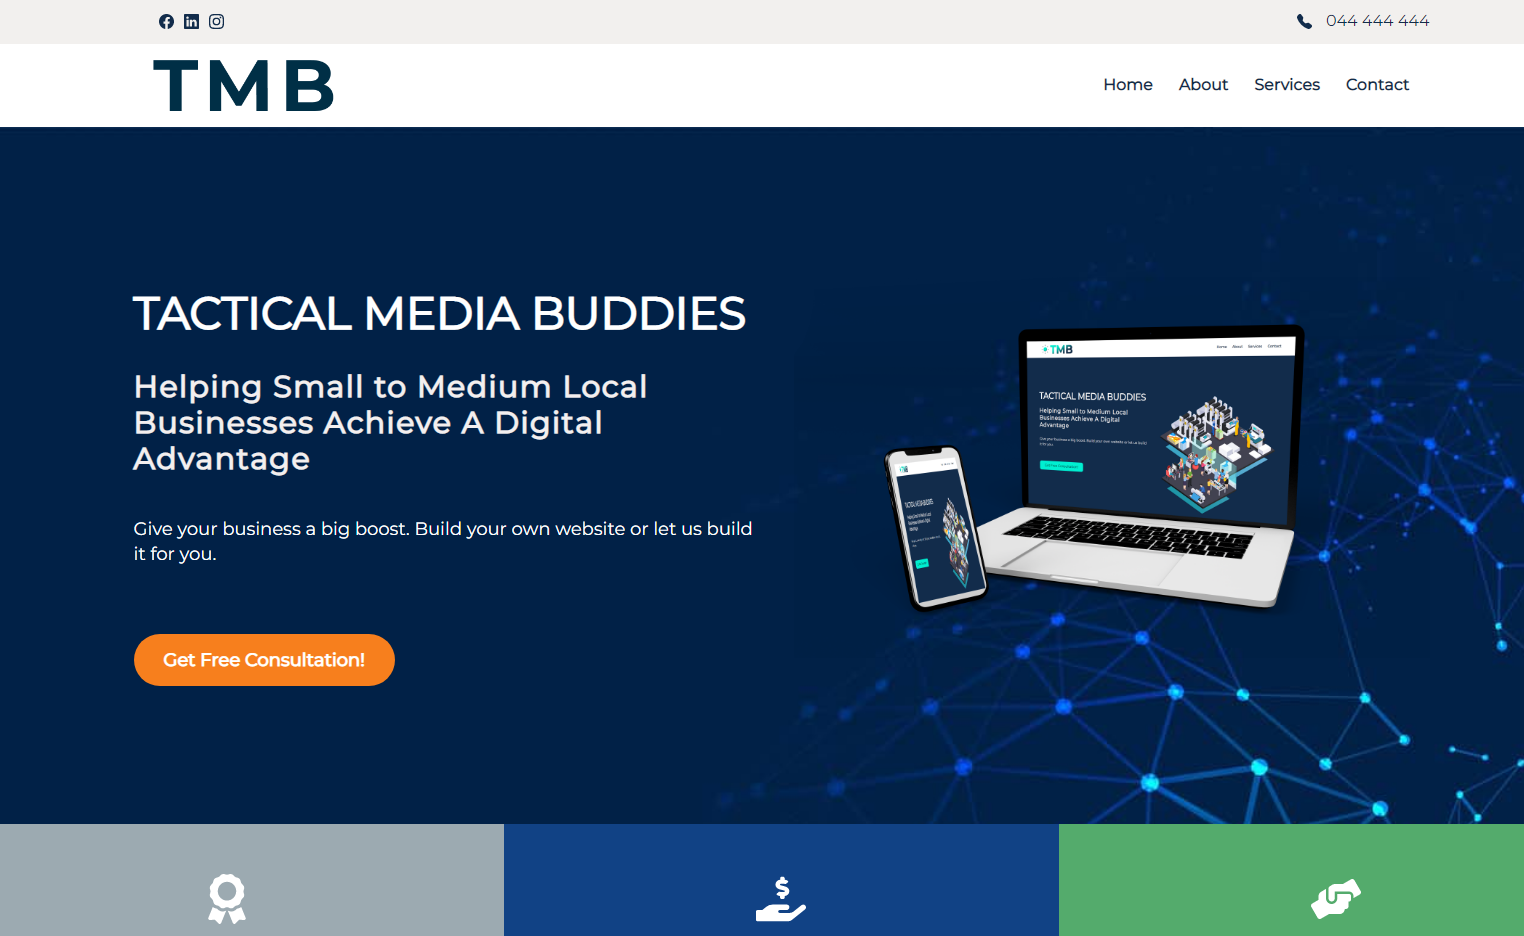 044 444 444
TMB
Home About Services Contact
TACTICAL MEDIA BUDDIES
Helping Small to Medium Local
Businesses Achieve A Digital
Advantage
Give your business a big boost. Build your own website or let us build
it for you.
Get Free Consultation!
TMB
Home About Services Contact
TACTICAL MEDIA BUDDIES
Helping Small to Medium Local
Businesses Achieve A Digital
Advantage